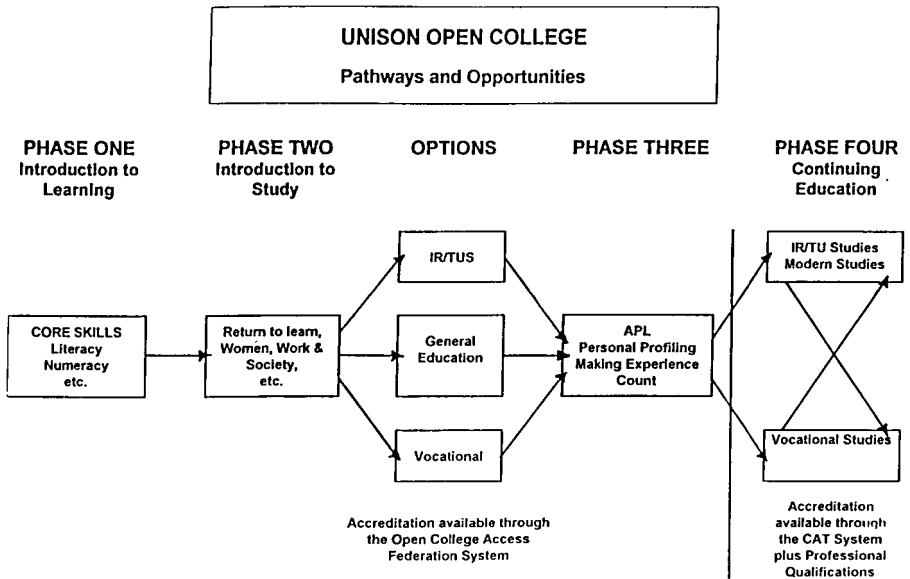 UNISON OPEN COLLEGE
Pathways and Opportunities
PHASE ONE
Introduction to
Learning
PHASE TWO
Introduction to
Study
OPTIONS
PHASE THREE
PHASE FOUR
Continuing
Education
CORE SKILLS
Literacy
Numeracy
etc.
Return to learn,
Women, Work &
Society,
etc.
IR/TUS
General
Education
Vocational
APL
Personal Profiling
Making Experience
Count
IR/TU Studies
Modern Studies
Vocational Studies
Accreditation available through
the Open College Access
Federation System
Accreditation
available through
the CAT System
plus Professional
Qualifications